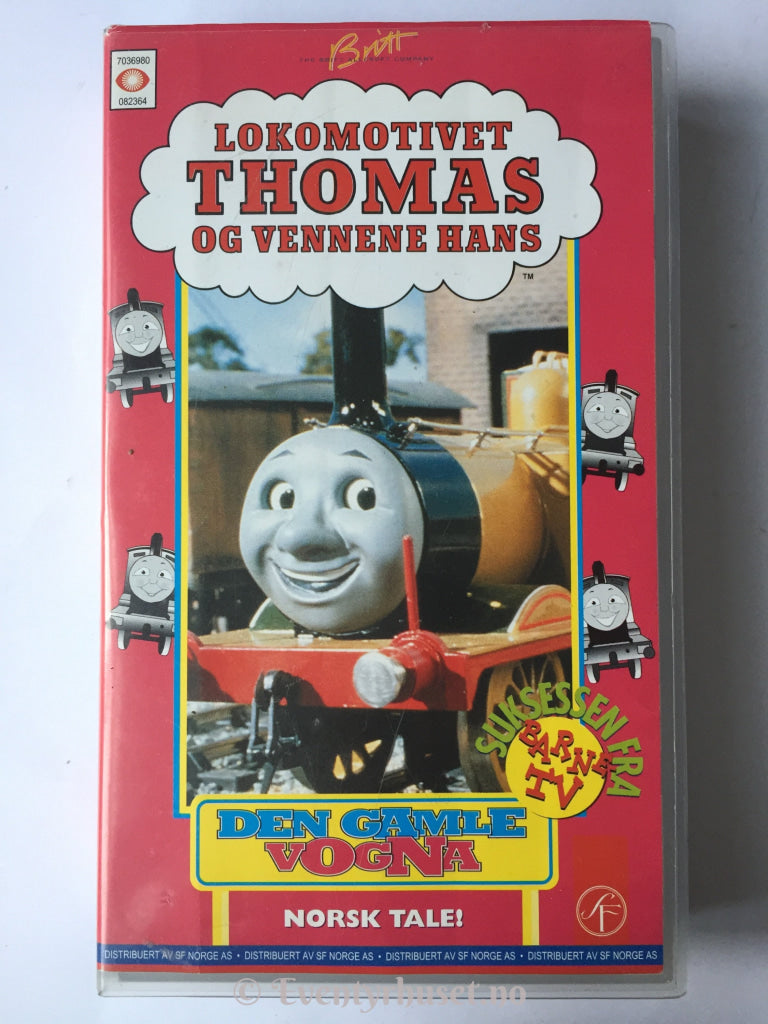 Britt
THE BRITT ALLCROFT COMPANY
7036980
082364
LOKOMOTIVET
THOMAS
OG VENNENE HANS
TM
SUKSESSEN FRA
BARNE
TV
DEN GAMLE
VOGNA
NORSK TALE!
SF
DISTRIBUERT AV SF NORGE AS • DISTRIBUERT AV SF NORGE AS • DISTRIBUERT AV SF NORGE AS • DISTRIBUERT AV SF NORGE AS
© Eventyrhuset.no